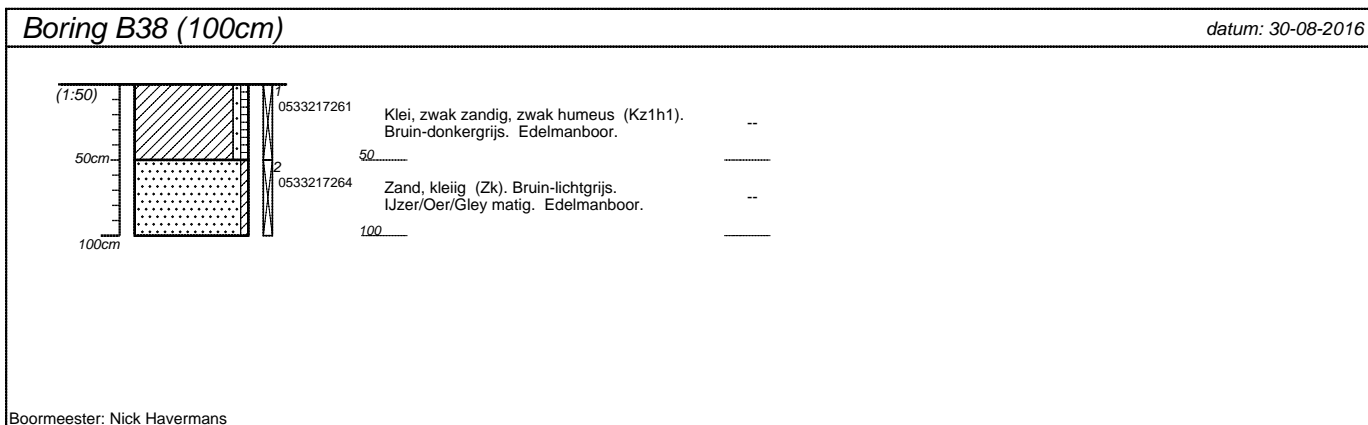 Boring B38 (100cm)
datum: 30-08-2016
(1:50)
1
0533217261
Klei, zwak zandig, zwak humeus (Kz1h1).
Bruin-donkergrijs. Edelmanboor.
--
50cm
50
2
0533217264
Zand, kleiig (Zk). Bruin-lichtgrijs.
IJzer/Oer/Gley matig. Edelmanboor.
--
100cm
100
Boormeester: Nick Havermans